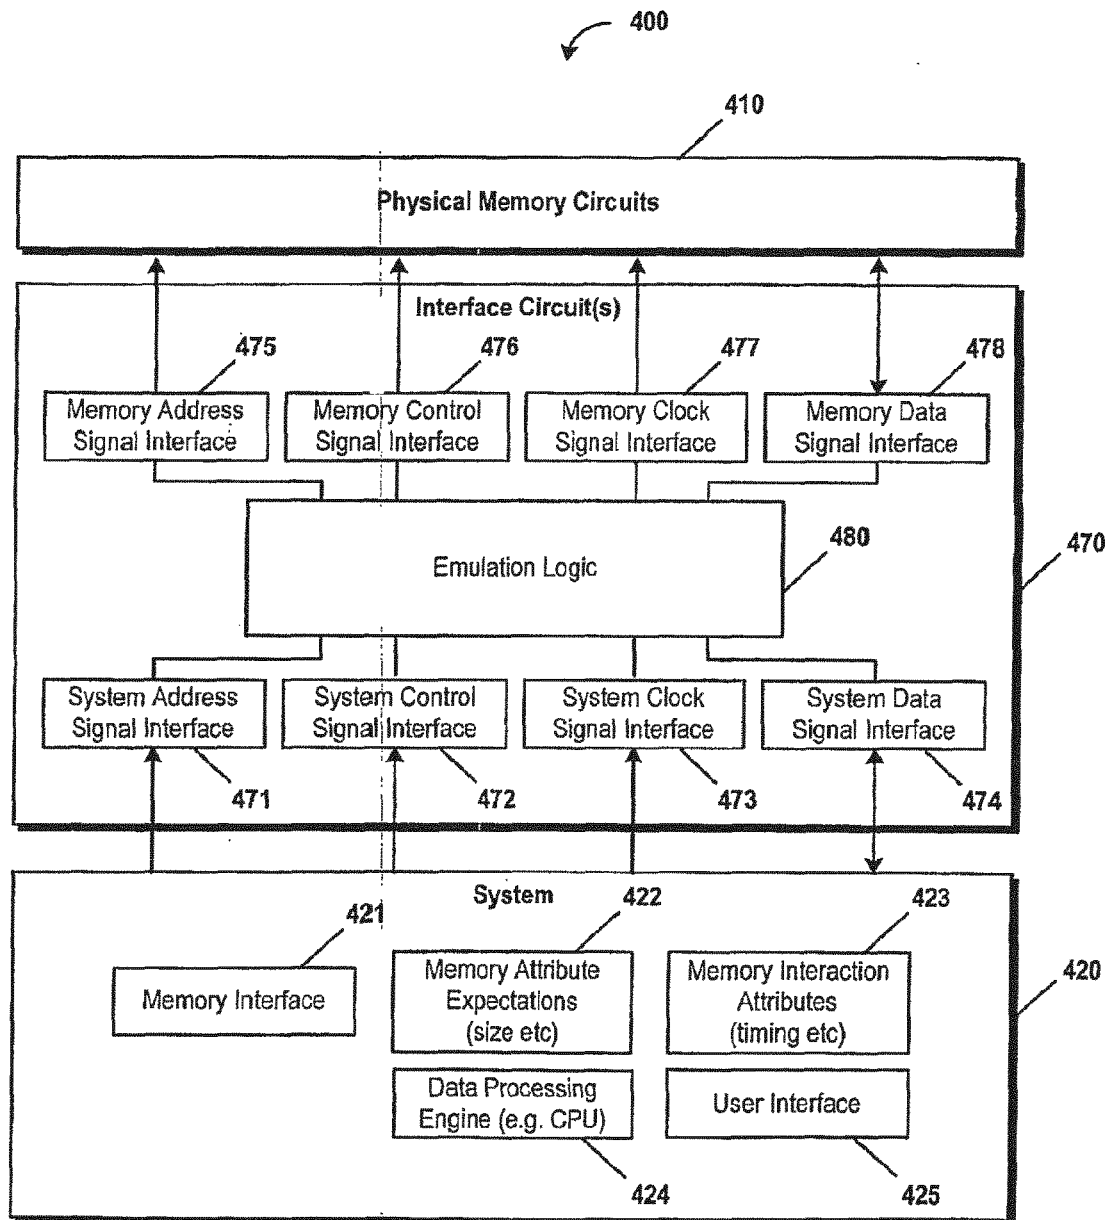 400
410
Physical Memory Circuits
Interface Circuit(s)
475
476
477
478
Memory Address
Signal Interface
Memory Control
Signal Interface
Memory Clock
Signal Interface
Memory Data
Signal Interface
Emulation Logic
480
470
System Address
Signal Interface
System Control
Signal Interface
System Clock
Signal Interface
System Data
Signal Interface
471
472
473
474
System
421
422
423
Memory Interface
Memory Attribute
Expectations
(size etc)
Memory Interaction
Attributes
(timing etc)
420
Data Processing
Engine (e.g. CPU)
User Interface
424
425